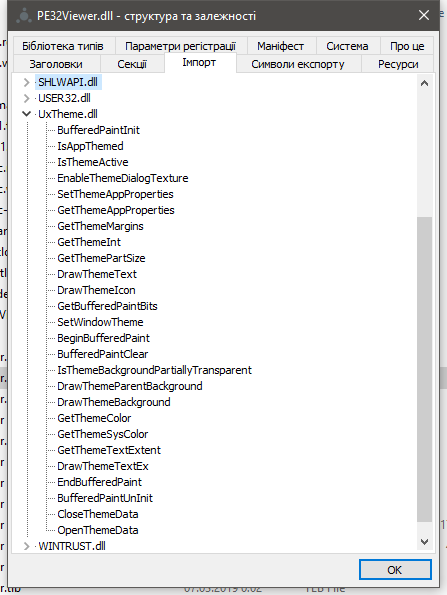 PE32Viewer.dll - структура та залежності
Бібліотека типів Параметри регістрації Маніфест Система Про це
Заголовки Секції Імпорт Символи експорту Ресурси
SHLWAPI.dll
USER32.dll
UxTheme.dll
BufferedPaintInit
IsAppThemed
IsThemeActive
EnableThemeDialogTexture
SetThemeAppProperties
GetThemeAppProperties
GetThemeMargins
GetThemeInt
GetThemePartSize
DrawThemeText
DrawThemeIcon
GetBufferedPaintBits
SetWindowTheme
BeginBufferedPaint
BufferedPaintClear
IsThemeBackgroundPartiallyTransparent
DrawThemeParentBackground
DrawThemeBackground
GetThemeColor
GetThemeSysColor
GetThemeTextExtent
DrawThemeTextEx
EndBufferedPaint
BufferedPaintUnInit
CloseThemeData
OpenThemeData
WINTRUST.dll
OK